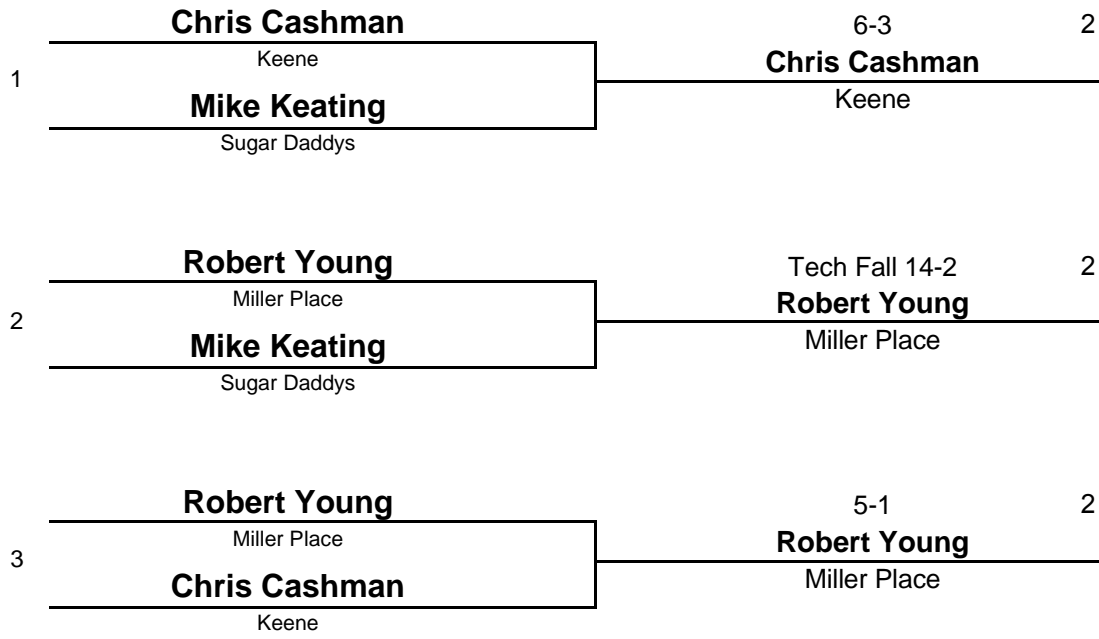 Chris Cashman
6-3
2
Keene
Chris Cashman
1
Mike Keating
Keene
Sugar Daddys
Robert Young
Tech Fall 14-2
2
Miller Place
Robert Young
2
Mike Keating
Miller Place
Sugar Daddys
Robert Young
5-1
2
Miller Place
Robert Young
3
Chris Cashman
Miller Place
Keene